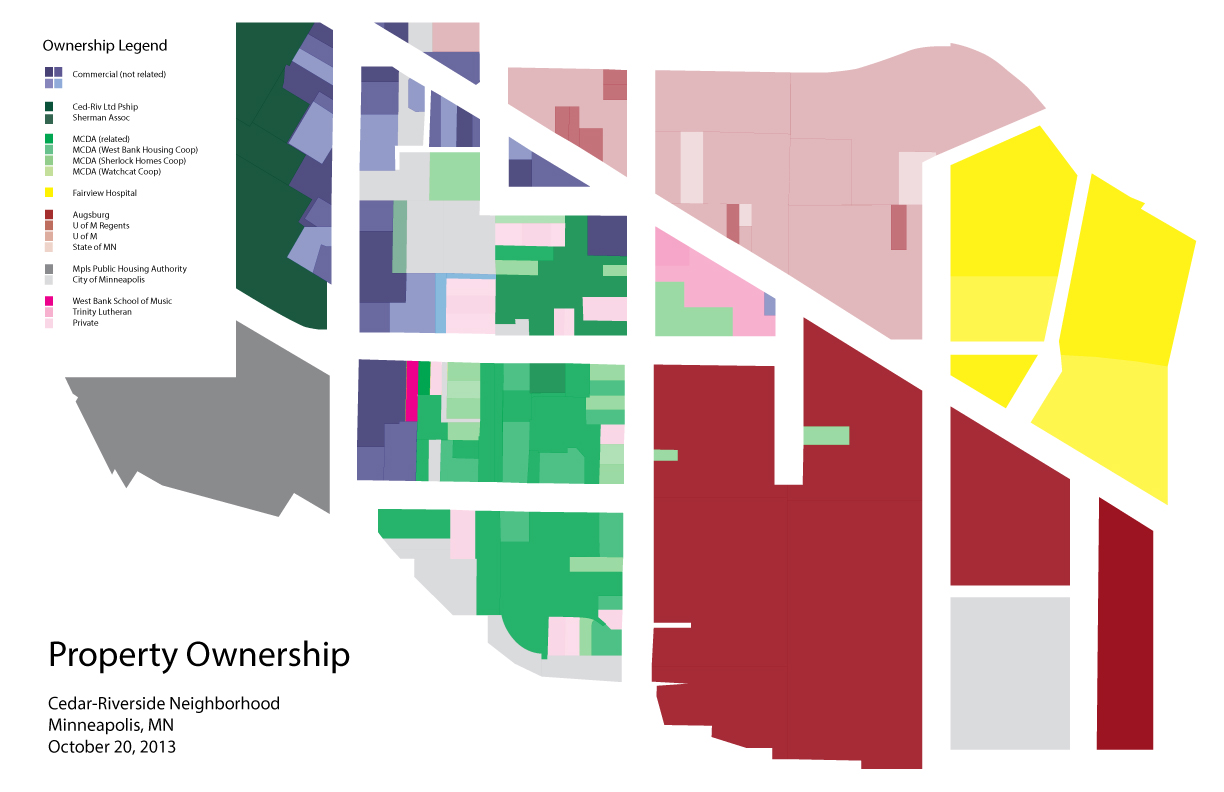 Ownership Legend
Commercial (not related)
Ced-Riv Ltd Pship
Sherman Assoc
MCDA (related)
MCDA (West Bank Housing Coop)
MCDA (Sherlock Homes Coop)
MCDA (Watchcat Coop)
Fairview Hospital
Augsburg
U of M Regents
U of M
State of MN
Mpls Public Housing Authority
City of Minneapolis
West Bank School of Music
Trinity Lutheran
Private
Property Ownership
Cedar-Riverside Neighborhood
Minneapolis, MN
October 20, 2013